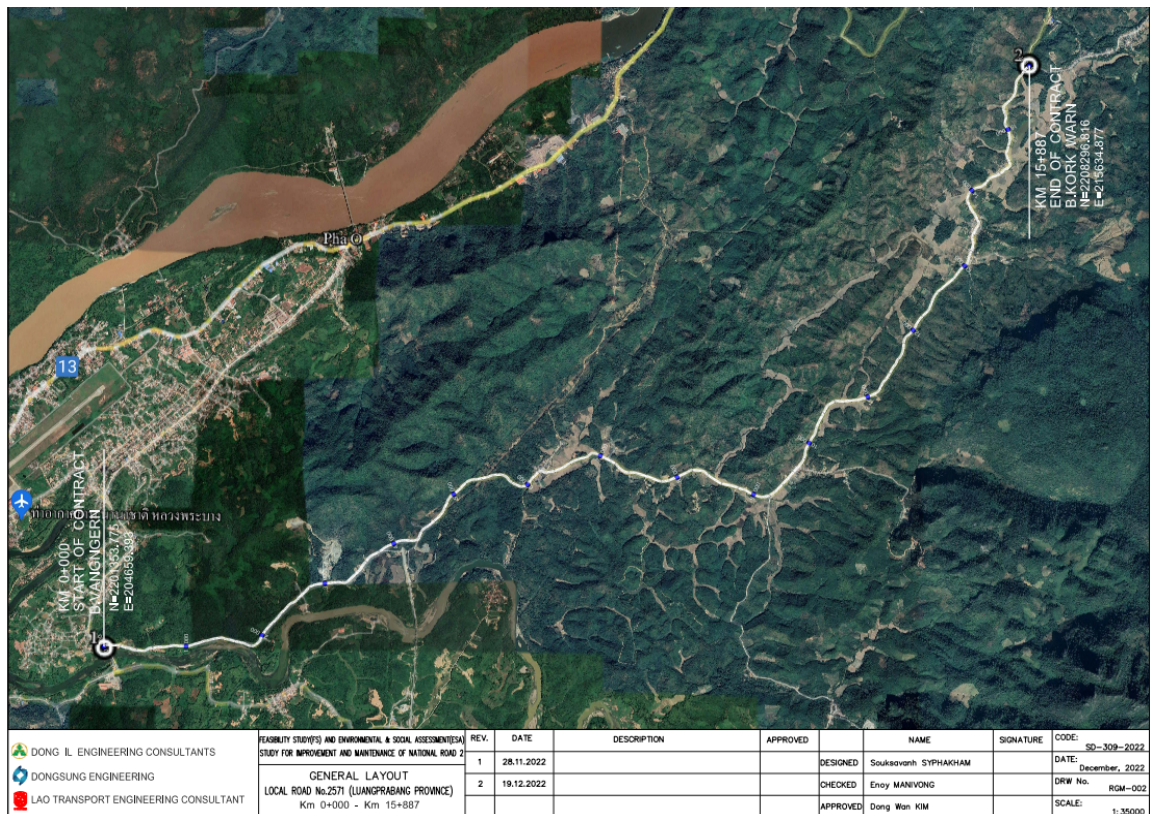 2
KM 15+887
END OF CONTRACT
B.KORK WARN
N=2208296.816
E=215634.877
Pha O
13
KM 0+000
START OF CONTRACT
B.VANGNGERN
E=204659.393
1
DONG IL ENGINEERING CONSULTANTS
DONGSUNG ENGINEERING
LAO TRANSPORT ENGINEERING CONSULTANT
FEASIBILITY STUDY(FS) AND ENVIRONMENTAL & SOCIAL ASSESSMENT(ESA)
STUDY FOR IMPROVEMENT AND MAINTENANCE OF NATIONAL ROAD 2
GENERAL LAYOUT
LOCAL ROAD No.2571 (LUANGPRABANG PROVINCE)
Km 0+000 - Km 15+887
REV. DATE DESCRIPTION APPROVED
1 28.11.2022
2 19.12.2022
NAME SIGNATURE
DESIGNED Souksavanh SYPHAKHAM
CHECKED Enoy MANIVONG
APPROVED Dong Wan KIM
CODE: SD-309-2022
DATE: December, 2022
DRW No. RGM-002
SCALE: 1:35000